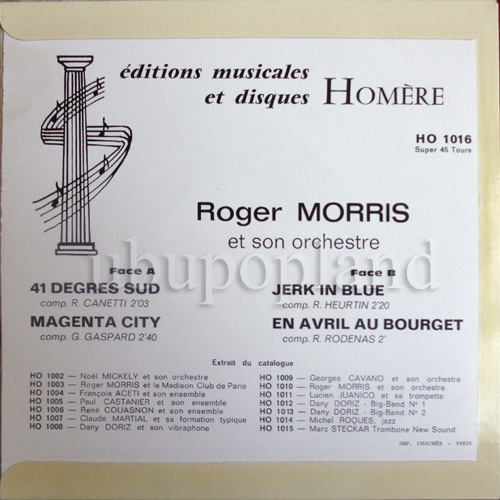 éditions musicales
et disques HOMÈRE
HO 1016
Super 45 Tours
Roger MORRIS
et son orchestre
ubupopland
Face A
41 DEGRES SUD
comp. R. CANETTI 2'03
MAGENTA CITY
comp. G. GASPARD 2'40
Face B
JERK IN BLUE
comp. R. HEURTIN 2'20
EN AVRIL AU BOURGET
comp. R. RODENAS 2'
Extrait du catalogue
HO 1002 – Noël MICKELY et son orchestre
HO 1003 – Roger MORRIS et le Madison Club de Paris
HO 1004 – François ACETI et son ensemble
HO 1005 – Paul CASTANIER et son ensemble
HO 1006 – René COUASNON et son ensemble
HO 1007 – Claude MARTIAL et sa formation typique
HO 1008 – Dany DORIZ et son vibraphone
HO 1009 – Georges CAVANO et son orchestre
HO 1010 – Roger MORRIS et son orchestre
HO 1011 – Lucien JUANICO et sa trompette
HO 1012 – Dany DORIZ - Big-Band Nº 1
HO 1013 – Dany DORIZ - Big-Band Nº 2
HO 1014 – Michel ROQUES, jazz
HO 1015 – Marc STECKAR Trombone New Sound
IMP. CHAUMÈS - PARIS